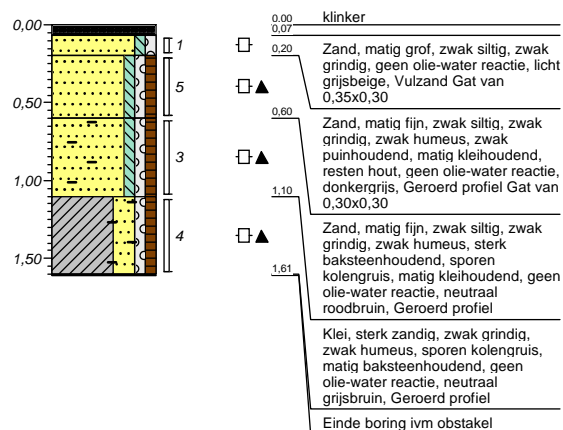 0,00
0,50
1,00
1,50
1
5
3
4
0,00
klinker
0,07
0,20
Zand, matig grof, zwak siltig, zwak
grindig, geen olie-water reactie, licht
grijsbeige, Vulzand Gat van
0,35x0,30
0,60
Zand, matig fijn, zwak siltig, zwak
grindig, zwak humeus, zwak
puinhoudend, matig kleihoudend,
resten hout, geen olie-water reactie,
donkergrijs, Geroerd profiel Gat van
0,30x0,30
1,10
Zand, matig fijn, zwak siltig, zwak
grindig, zwak humeus, sterk
baksteenhoudend, sporen
kolengruis, matig kleihoudend, geen
olie-water reactie, neutraal
roodbruin, Geroerd profiel
1,61
Klei, sterk zandig, zwak grindig,
zwak humeus, sporen kolengruis,
matig baksteenhoudend, geen
olie-water reactie, neutraal
grijsbruin, Geroerd profiel
Einde boring ivm obstakel